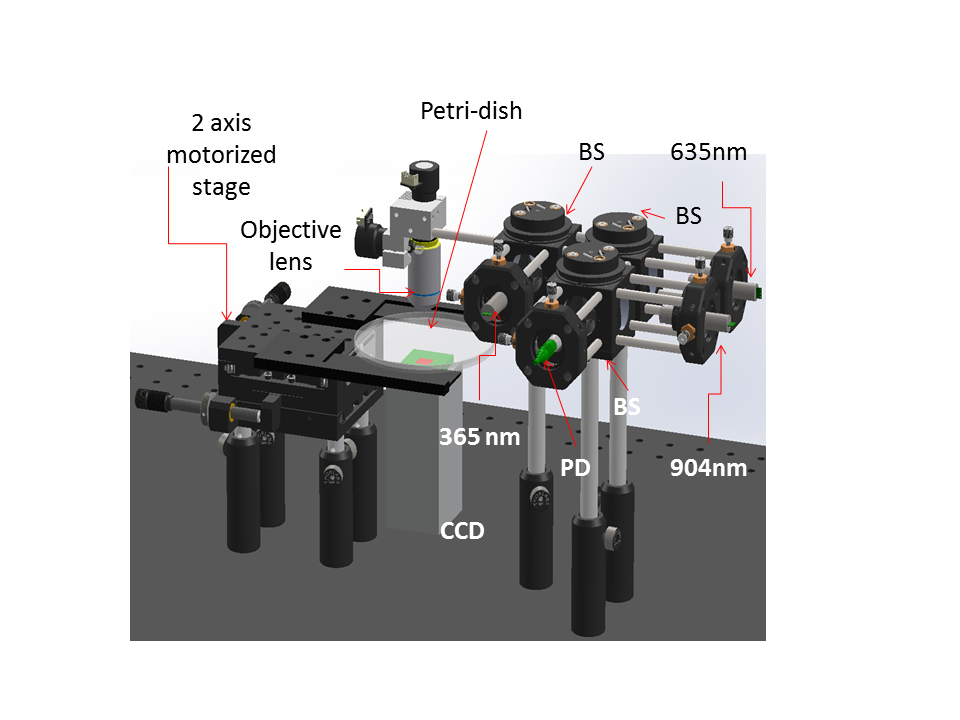 Petri-dish
2 axis
motorized
stage
BS
635nm
BS
Objective
lens
BS
365 nm
PD
904nm
CCD